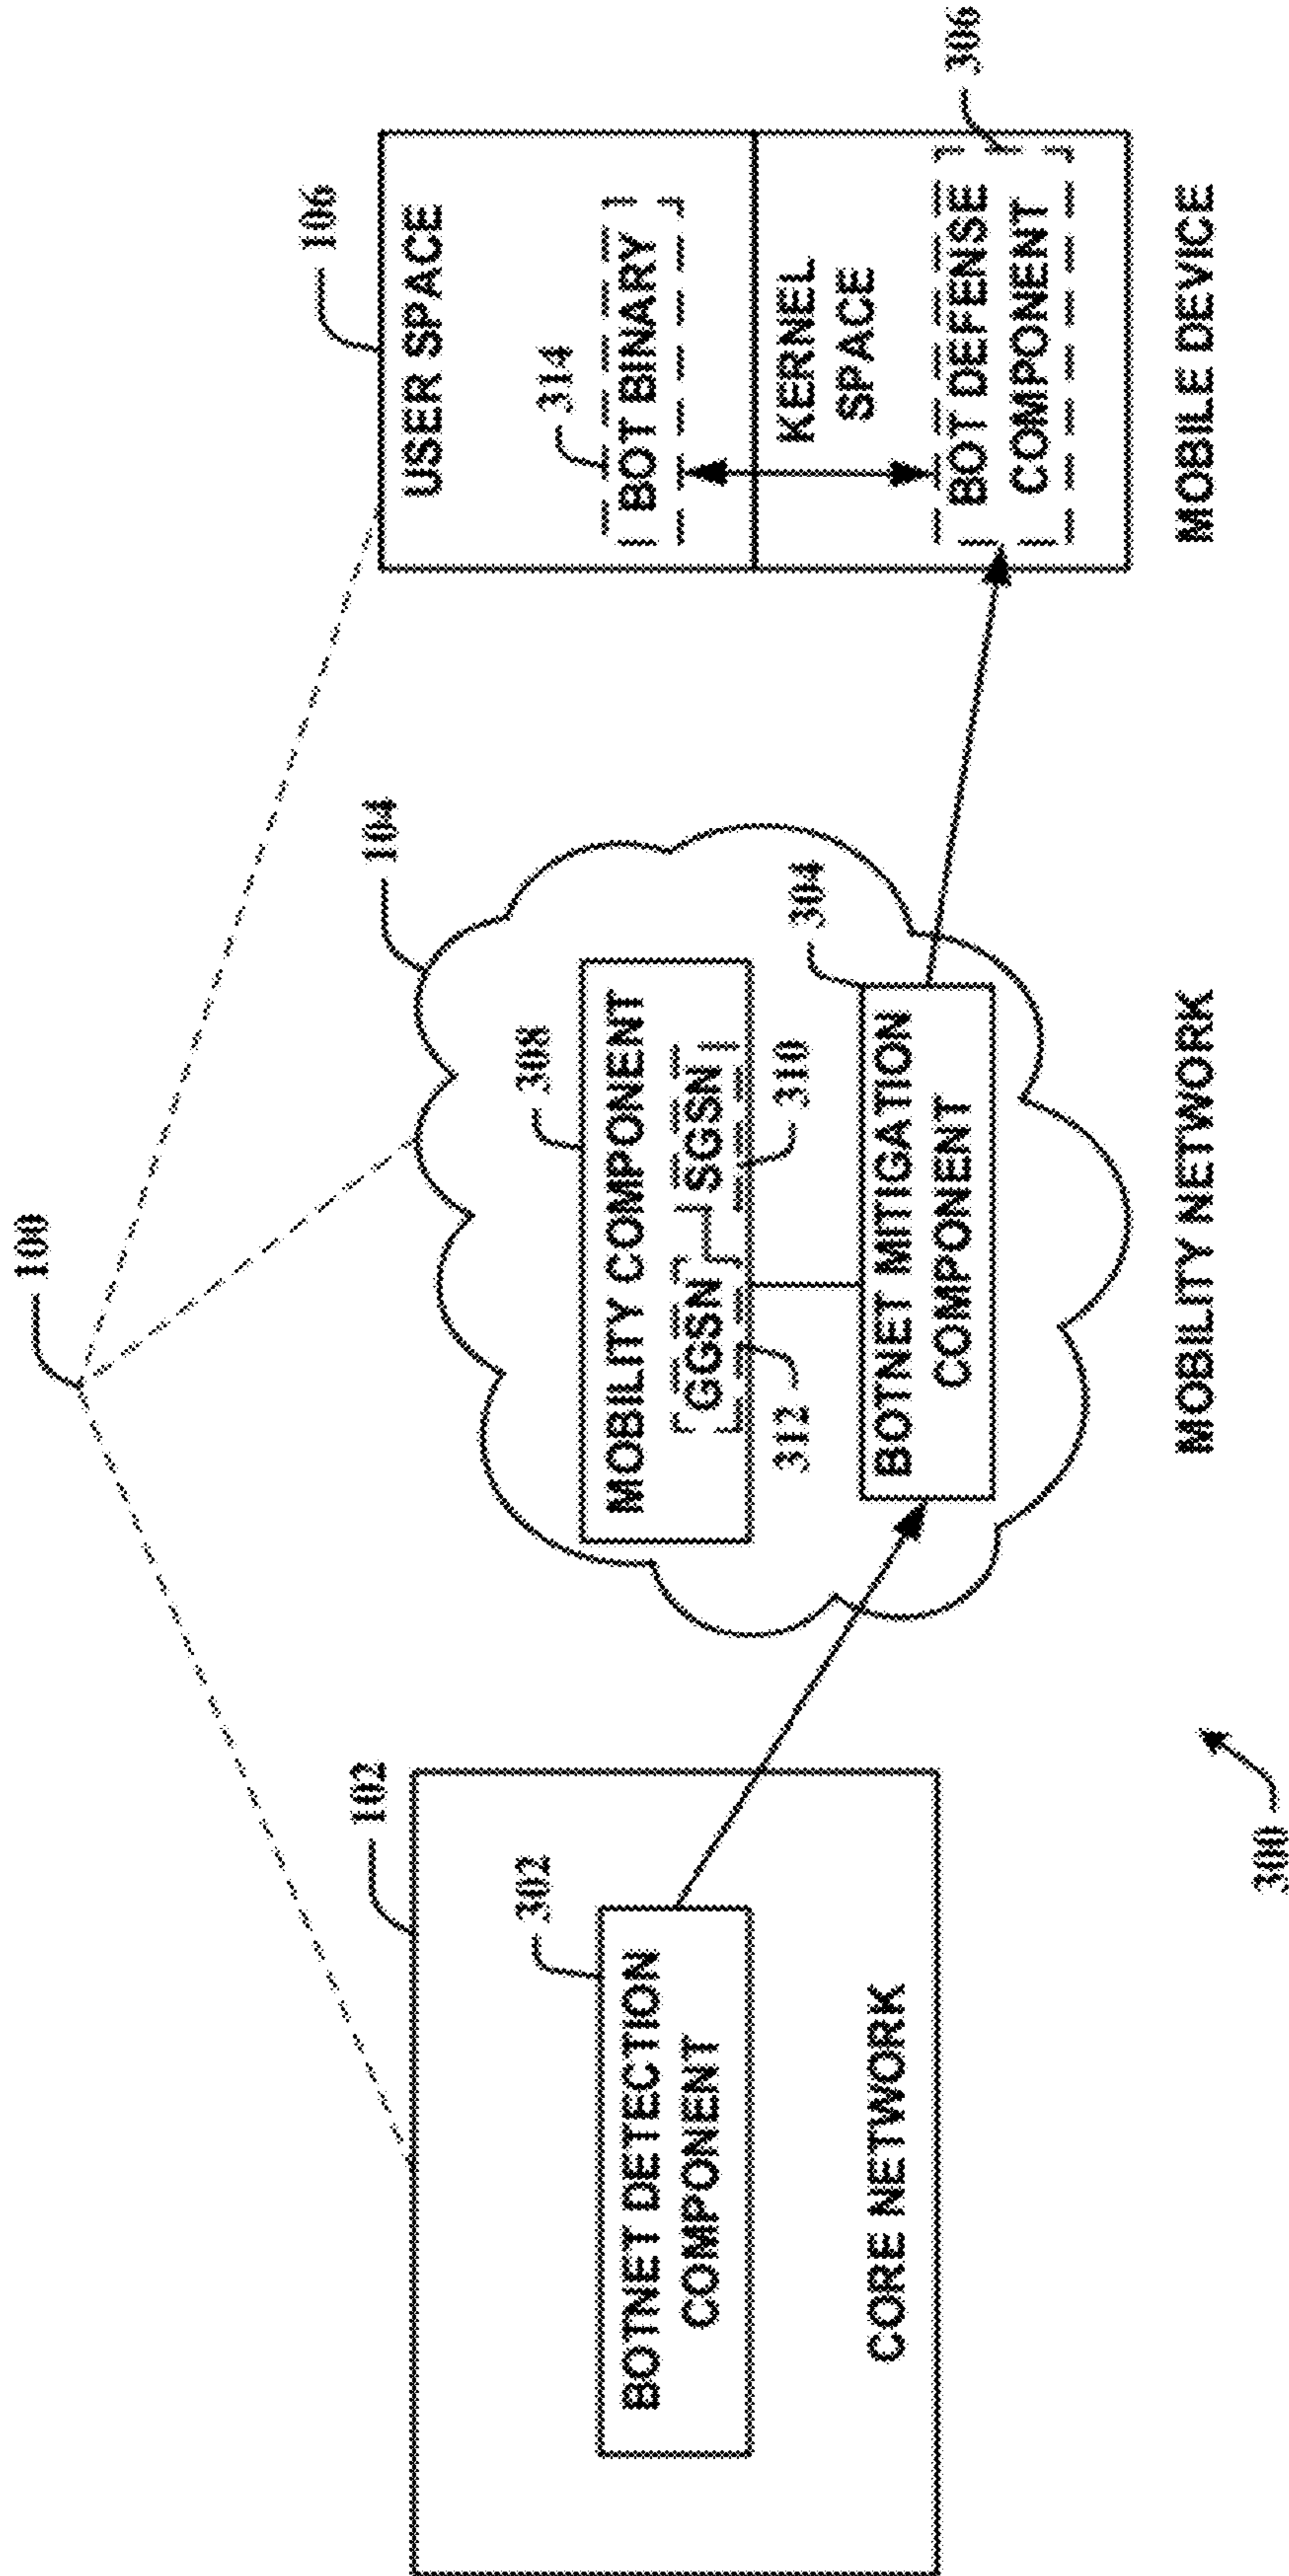 100
102
302
BOTNET DETECTION
COMPONENT
CORE NETWORK
104
308
MOBILITY COMPONENT
GGSN
SGSN
312
310
304
BOTNET MITIGATION
COMPONENT
MOBILITY NETWORK
106
USER SPACE
314
BOT BINARY
KERNEL
SPACE
BOT DEFENSE
COMPONENT
306
MOBILE DEVICE
300